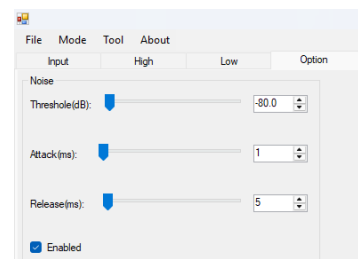 File Mode Tool About
Input High Low Option
Noise
Threshole(dB): -80.0
Attack(ms): 1
Release(ms): 5
Enabled